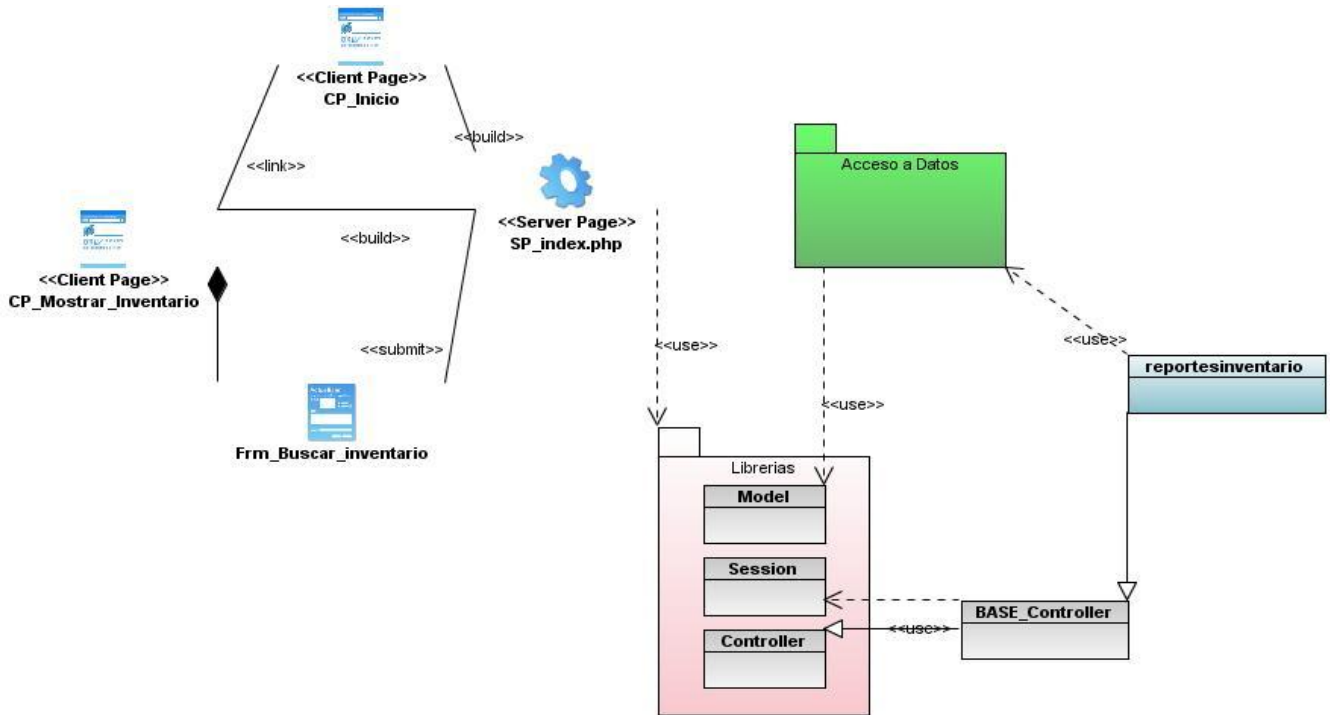 <<Client Page>>
CP_Inicio
<<build>>
<<link>>
Acceso a Datos
<<Server Page>>
SP_index.php
<<build>>
<<Client Page>>
CP_Mostrar_Inventario
<<submit>>
<<use>>
<<use>>
reportesinventario
<<use>>
Frm_Buscar_inventario
Librerias
Model
Session
BASE_Controller
<<use>>
Controller